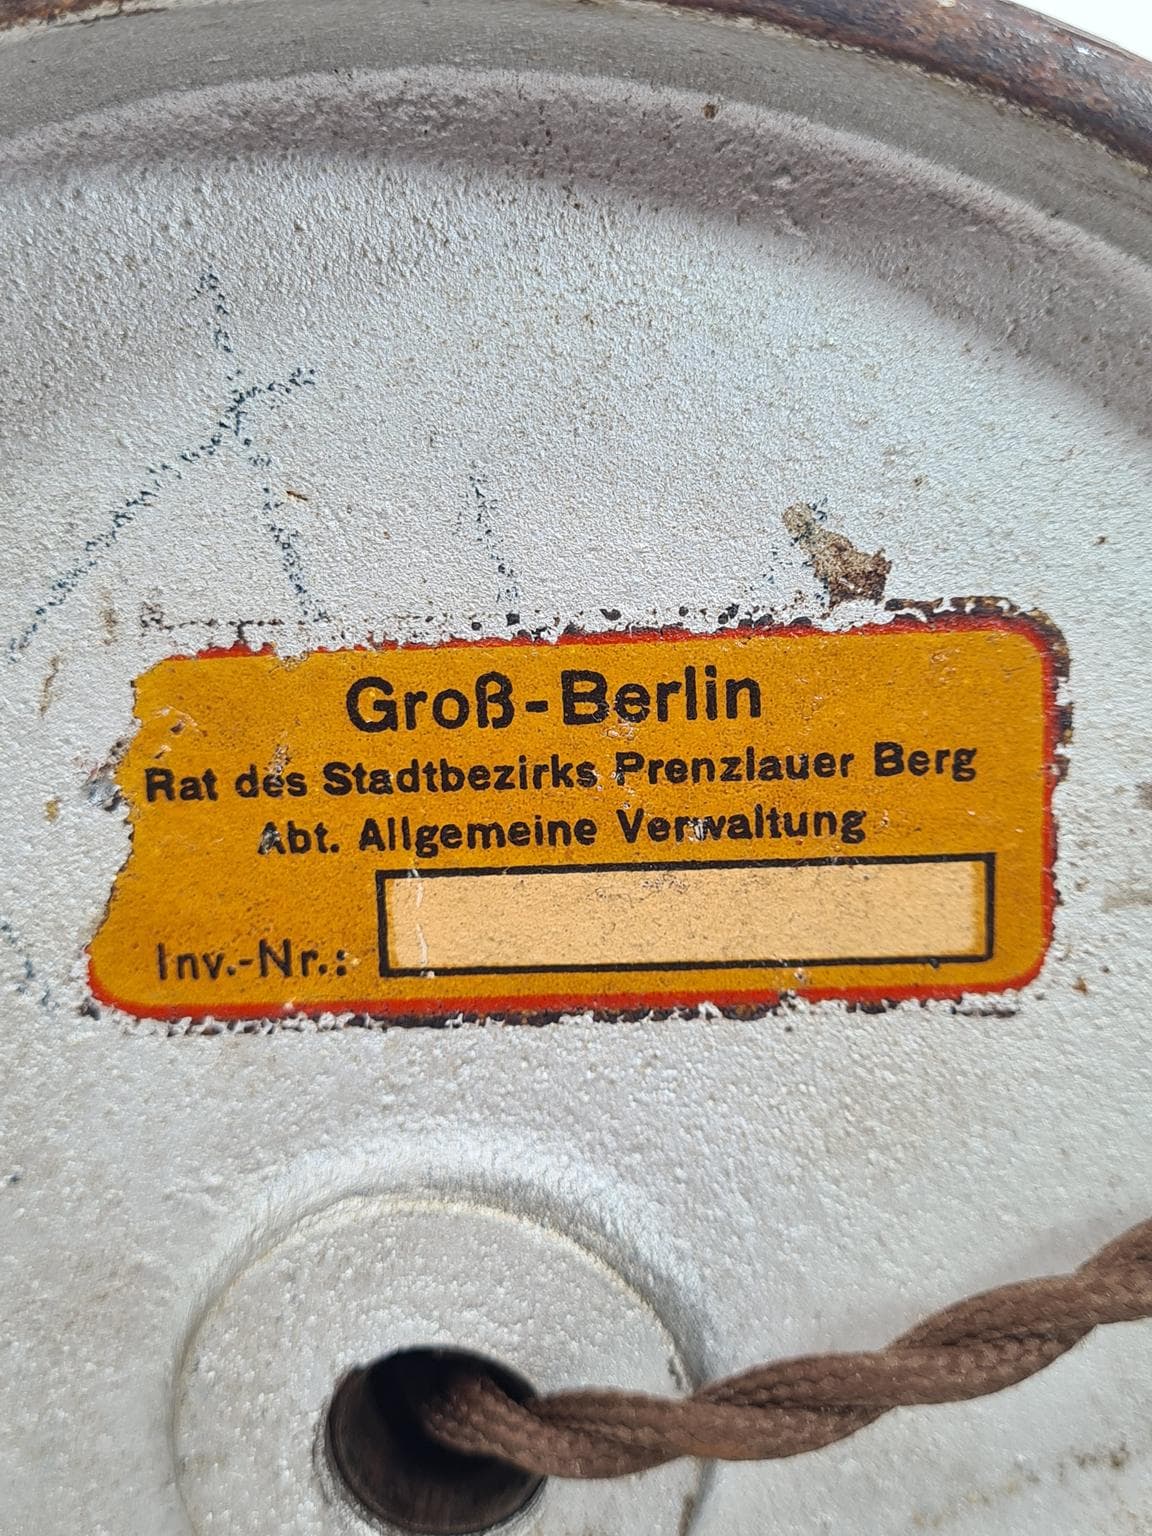 Groß-Berlin
Rat des Stadtbezirks Prenzlauer Berg
Abt. Allgemeine Verwaltung
Inv.-Nr.: